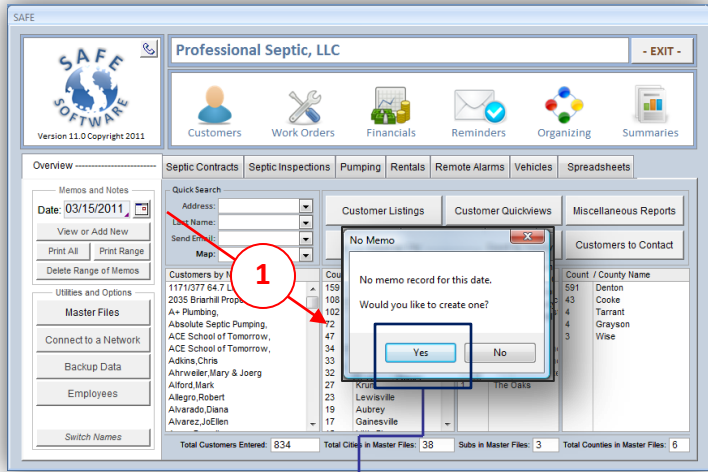 SAFE
SAFE
SOFTWARE
Version 11.0 Copyright 2011
Professional Septic, LLC
- EXIT -
Customers
Work Orders
Financials
Reminders
Organizing
Summaries
Overview ------------------------
Septic Contracts
Septic Inspections
Pumping
Rentals
Remote Alarms
Vehicles
Spreadsheets
Memos and Notes
Date: 03/15/2011
View or Add New
Print All
Print Range
Delete Range of Memos
Utilities and Options
Master Files
Connect to a Network
Backup Data
Employees
Switch Names
Quick Search
Address:
Last Name:
Send Email:
Map:
Customer Listings
Customer Quickviews
Miscellaneous Reports
Customers to Contact
1
No Memo
No memo record for this date.
Would you like to create one?
Yes
No
Customers by
1171/377 64.7
2035 Briarhill
A+ Plumbing,
Absolute Septic Pumping,
ACE School of Tomorrow,
ACE School of Tomorrow,
Adkins,Chris
Ahrweiler,Mary & Joerg
Alford,Mark
Allegro,Robert
Alvarado,Diana
Alvarez,JoEllen
159
108
102
72
47
34
33
32
27
23 Lewisville
19 Aubrey
17 Gainesville
The Oaks
Count / County Name
591 Denton
43 Cooke
4 Tarrant
4 Grayson
3 Wise
Total Customers Entered: 834
Total Cities in Master Files: 38
Subs in Master Files: 3
Total Counties in Master Files: 6